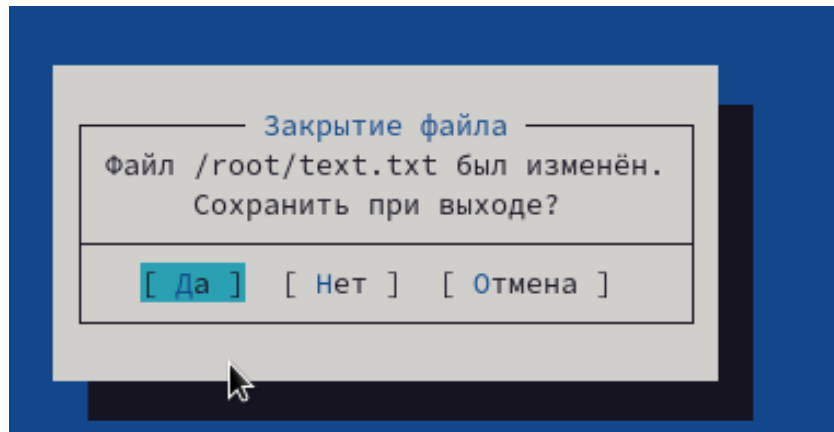 Закрытие файла
Файл /root/text.txt был изменён.
Сохранить при выходе?
[ Да ] [ Нет ] [ Отмена ]